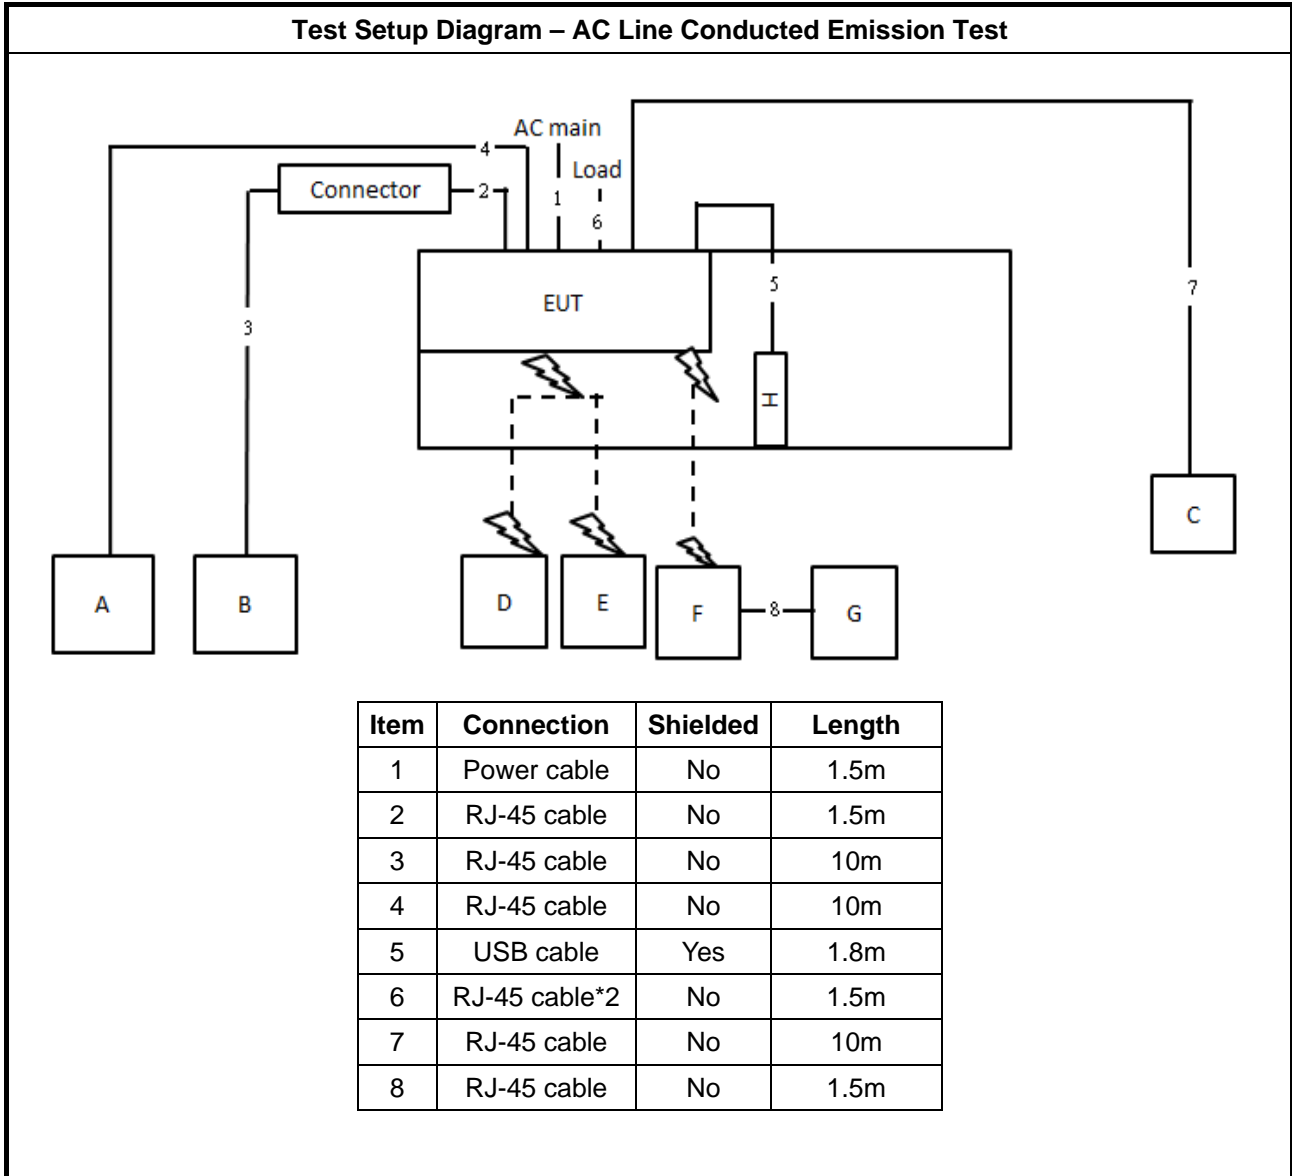 Test Setup Diagram – AC Line Conducted Emission Test
AC main
4
Load
Connector
2
1
6
5
7
EUT
3
H
C
A
B
D
E
F
8
G
Item Connection Shielded Length
1 Power cable No 1.5m
2 RJ-45 cable No 1.5m
3 RJ-45 cable No 10m
4 RJ-45 cable No 10m
5 USB cable Yes 1.8m
6 RJ-45 cable*2 No 1.5m
7 RJ-45 cable No 10m
8 RJ-45 cable No 1.5m